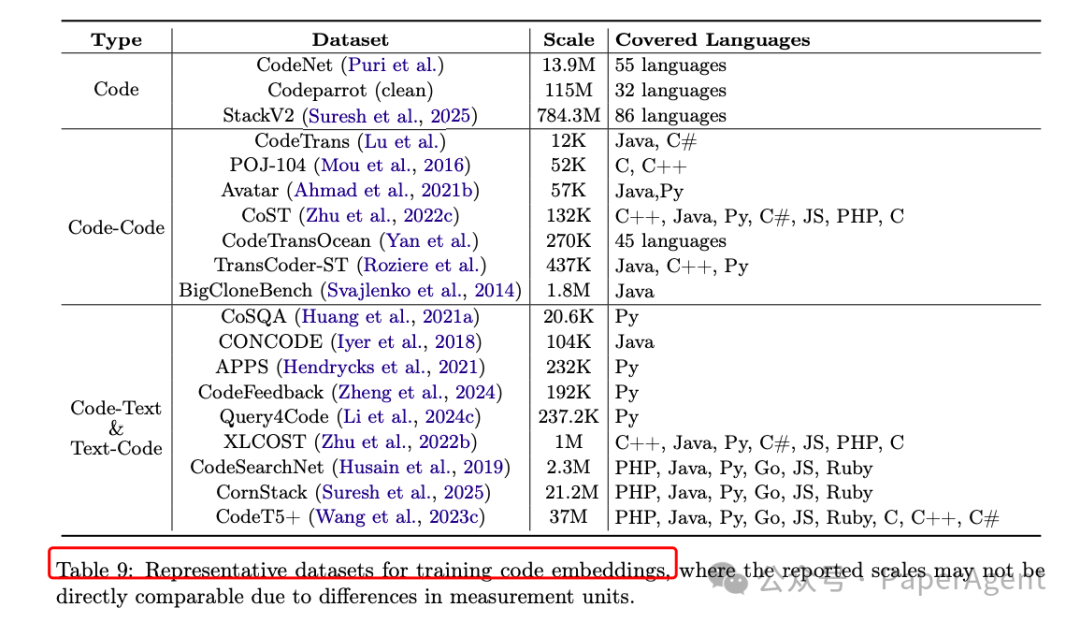 Type Dataset Scale Covered Languages
Code
CodeNet (Puri et al.) 13.9M 55 languages
Codeparrot (clean) 115M 32 languages
StackV2 (Suresh et al., 2025) 784.3M 86 languages
Code-Code
CodeTrans (Lu et al.) 12K Java, C#
POJ-104 (Mou et al., 2016) 52K C, C++
Avatar (Ahmad et al., 2021b) 57K Java,Py
CoST (Zhu et al., 2022c) 132K C++, Java, Py, C#, JS, PHP, C
CodeTransOcean (Yan et al.) 270K 45 languages
TransCoder-ST (Roziere et al.) 437K Java, C++, Py
BigCloneBench (Svajlenko et al., 2014) 1.8M Java
Code-Text
&
Text-Code
CoSQA (Huang et al., 2021a) 20.6K Py
CONCODE (Iyer et al., 2018) 104K Java
APPS (Hendrycks et al., 2021) 232K Py
CodeFeedback (Zheng et al., 2024) 192K Py
Query4Code (Li et al., 2024c) 237.2K Py
XLCOST (Zhu et al., 2022b) 1M C++, Java, Py, C#, JS, PHP, C
CodeSearchNet (Husain et al., 2019) 2.3M PHP, Java, Py, Go, JS, Ruby
CornStack (Suresh et al., 2025) 21.2M PHP, Java, Py, Go, JS, Ruby
CodeT5+ (Wang et al., 2023c) 37M PHP, Java, Py, Go, JS, Ruby, C, C++, C#
Table 9: Representative datasets for training code embeddings, where the reported scales may not be
directly comparable due to differences in measurement units.
公众号 · PaperAgent